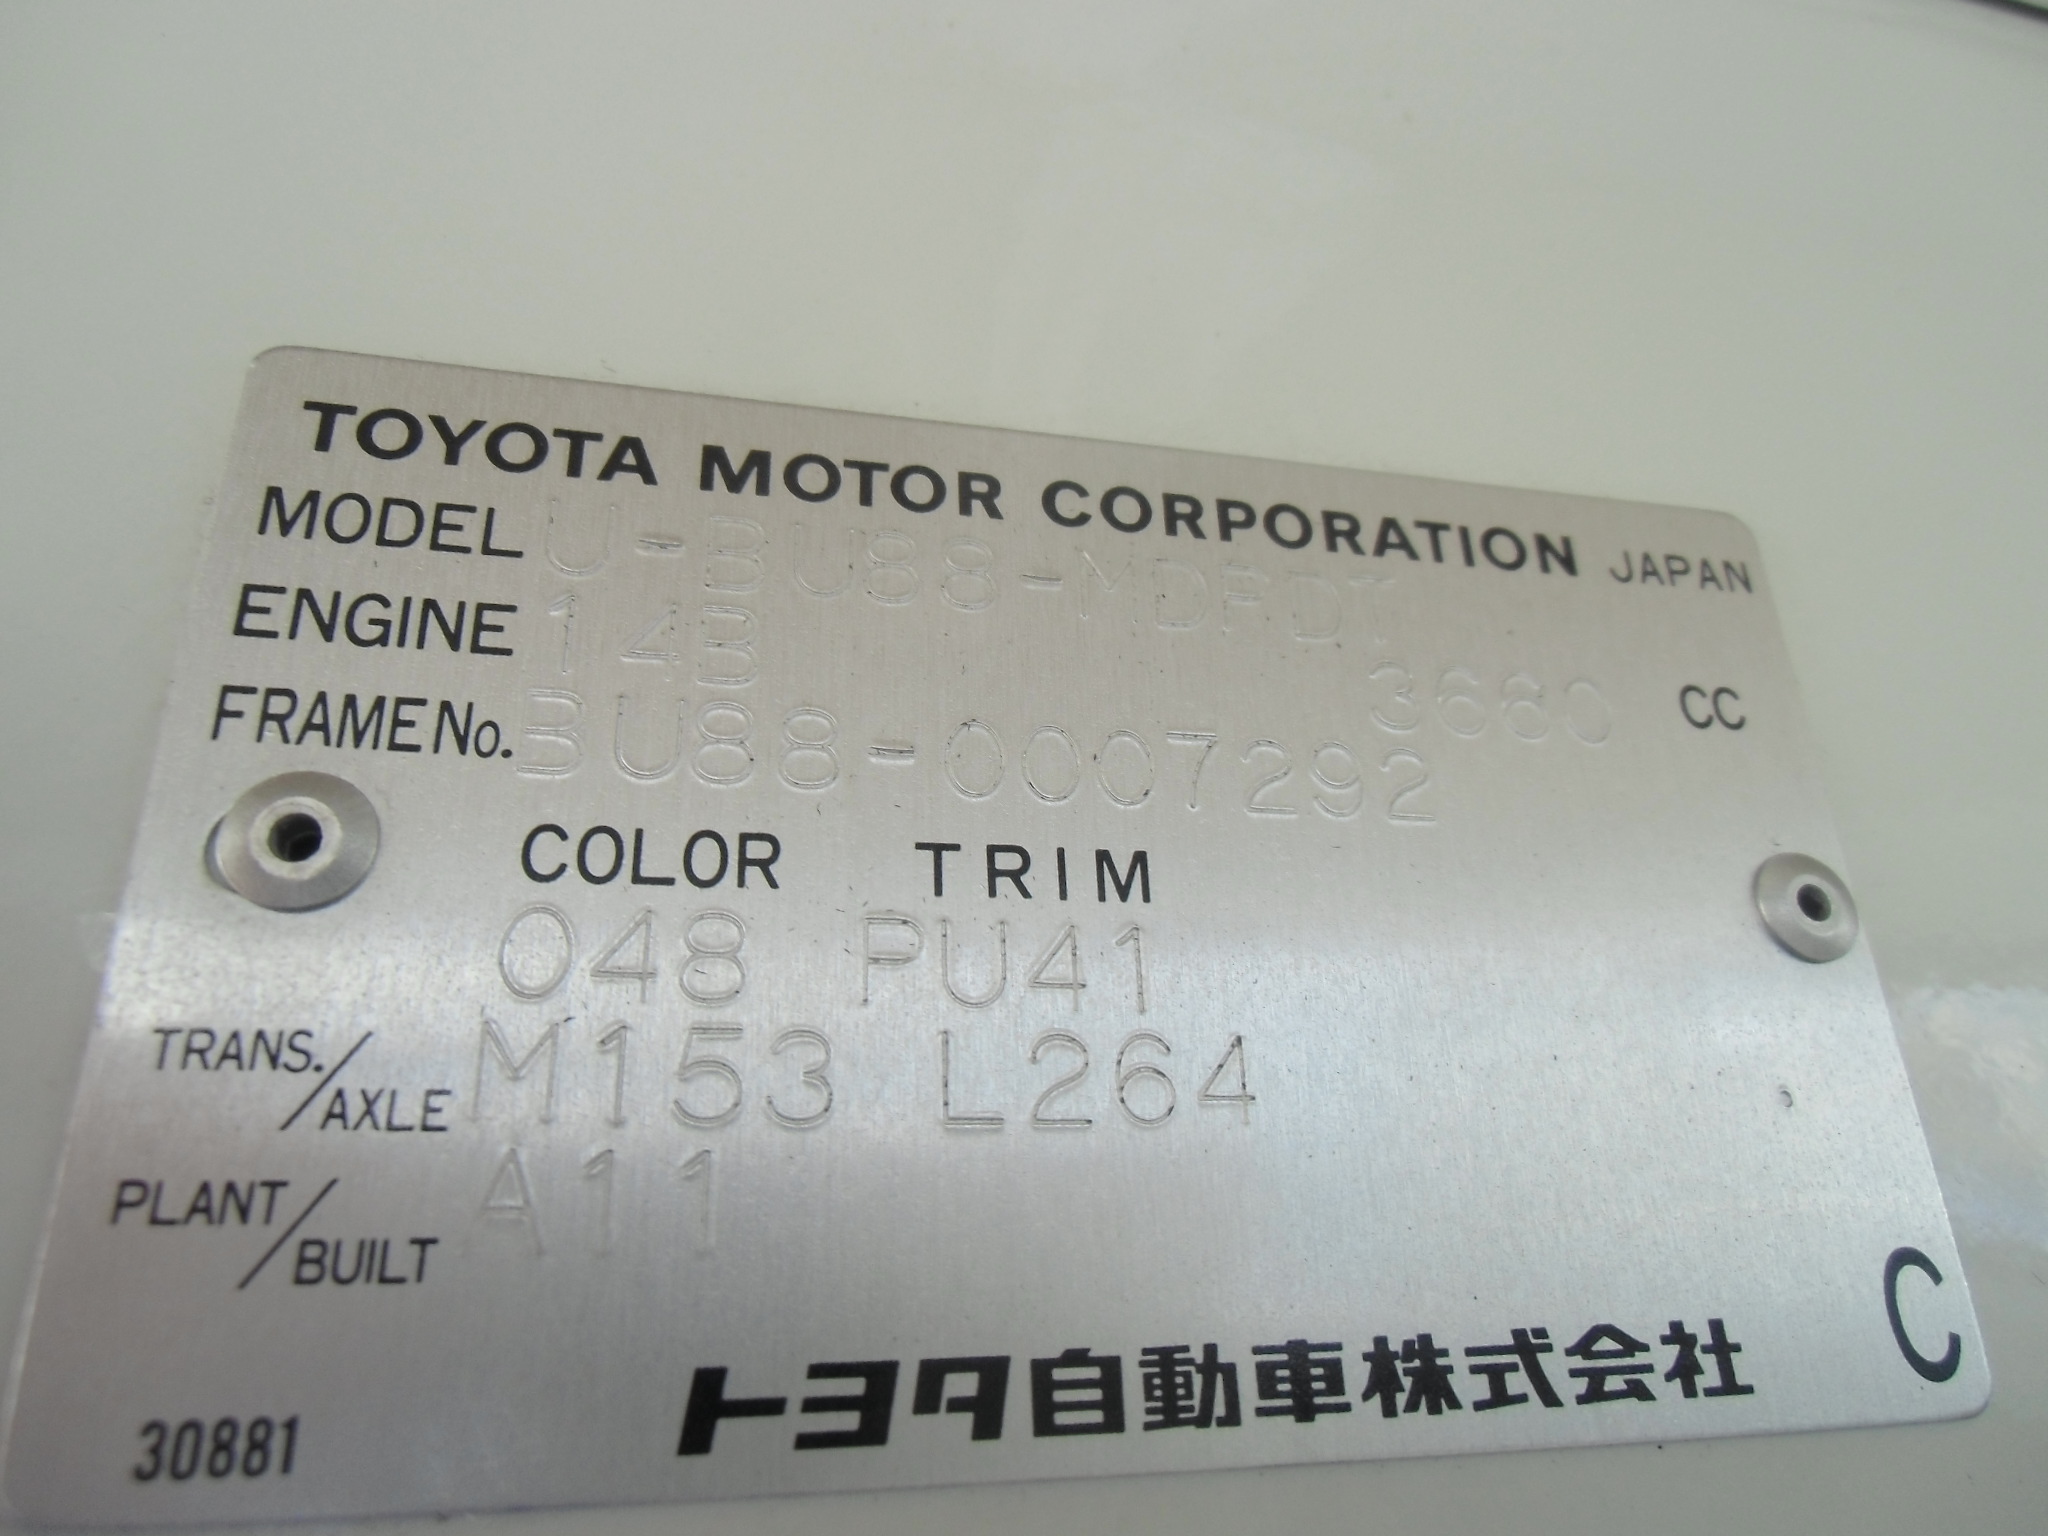 TOYOTA MOTOR CORPORATION JAPAN
MODEL U-BU88-MDPDT
ENGINE 14B 3660 CC
FRAME No. BU88-0007292
COLOR TRIM
048 PU41
TRANS./AXLE M153 L264
PLANT/BUILT A11
C
トヨタ自動車株式会社
30881